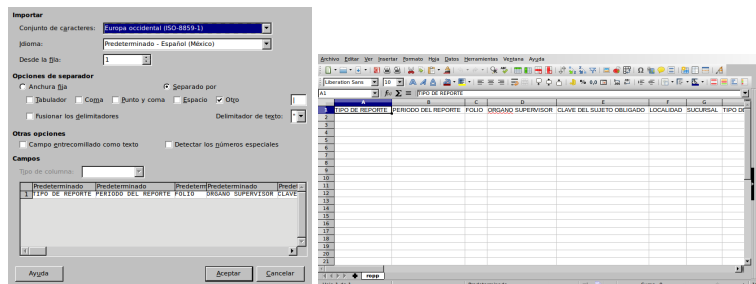 Importar
Conjunto de caracteres: Europa occidental (ISO-8859-1)
Idioma: Predeterminado - Español (México)
Desde la fila: 1
Opciones de separador
Anchura fija Separado por
Tabulador Coma Punto y coma Espacio Otro |
Fusionar los delimitadores Delimitador de texto: "
Otras opciones
Campo entrecomillado como texto Detectar los números especiales
Campos
Tipo de columna:
Predeterminado Predeterminado Predeterm Predeterminado Predet
1 TIPO DE REPORTE PERIODO DEL REPORTE FOLIO ORGANO SUPERVISOR CLAVE
Ayuda Aceptar Cancelar
Archivo Editar Ver Insertar Formato Hoja Datos Herramientas Ventana Ayuda
Liberation Sans 10
A1 TIPO DE REPORTE
A B C D E F G
1 TIPO DE REPORTE PERIODO DEL REPORTE FOLIO ORGANO SUPERVISOR CLAVE DEL SUJETO OBLIGADO LOCALIDAD SUCURSAL TIPO DE
2
3
4
5
6
7
8
9
10
11
12
13
14
15
16
17
18
19
20
21
ropp